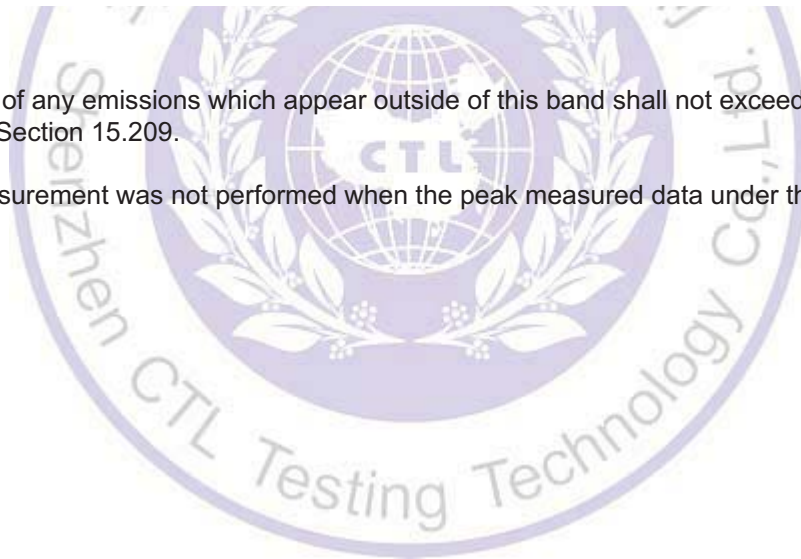 of any emissions which appear outside of this band shall not exceed
Section 15.209.
surement was not performed when the peak measured data under th
CTL
Shenzhen CTL Testing Technology Co., Ltd.